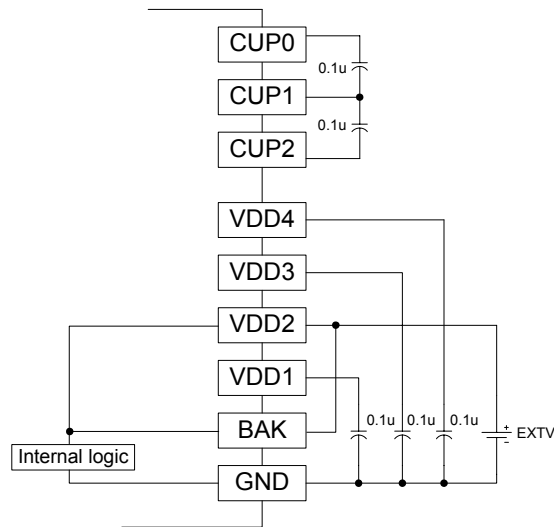 CUP0
0.1u
CUP1
0.1u
CUP2
VDD4
VDD3
VDD2
VDD1
0.1u 0.1u 0.1u
+
EXTV
-
BAK
Internal logic
GND